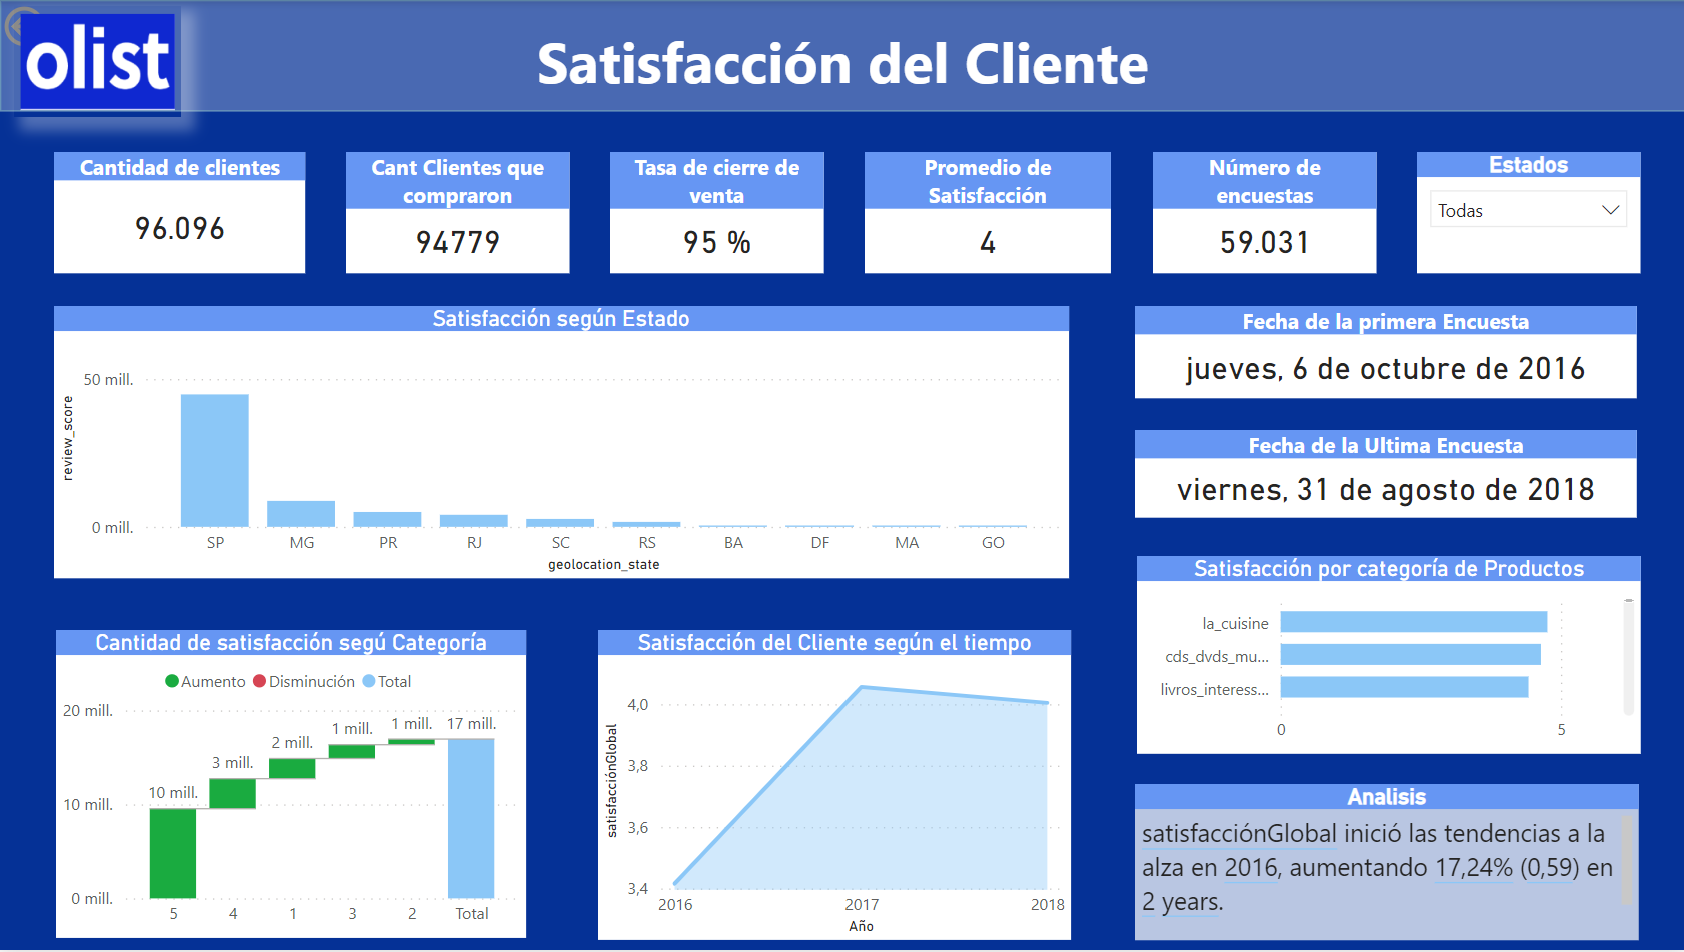 olist
Satisfacción del Cliente
Cantidad de clientes
96.096
Cant Clientes que
compraron
94779
Tasa de cierre de
venta
95 %
Promedio de
Satisfacción
4
Número de
encuestas
59.031
Estados
Todas
Satisfacción según Estado
review_score
50 mill.
0 mill.
SP MG PR RJ SC RS BA DF MA GO
geolocation_state
Fecha de la primera Encuesta
jueves, 6 de octubre de 2016
Fecha de la Ultima Encuesta
viernes, 31 de agosto de 2018
Satisfacción por categoría de Productos
la_cuisine
cds_dvds_mu...
livros_interess...
0 5
Cantidad de satisfacción segú Categoría
Aumento Disminución Total
20 mill.
10 mill.
0 mill.
10 mill. 3 mill. 2 mill. 1 mill. 1 mill. 17 mill.
5 4 1 3 2 Total
Satisfacción del Cliente según el tiempo
satisfacciónGlobal
4,0
3,8
3,6
3,4
2016 2017 2018
Año
Analisis
satisfacciónGlobal inició las tendencias a la
alza en 2016, aumentando 17,24% (0,59) en
2 years.